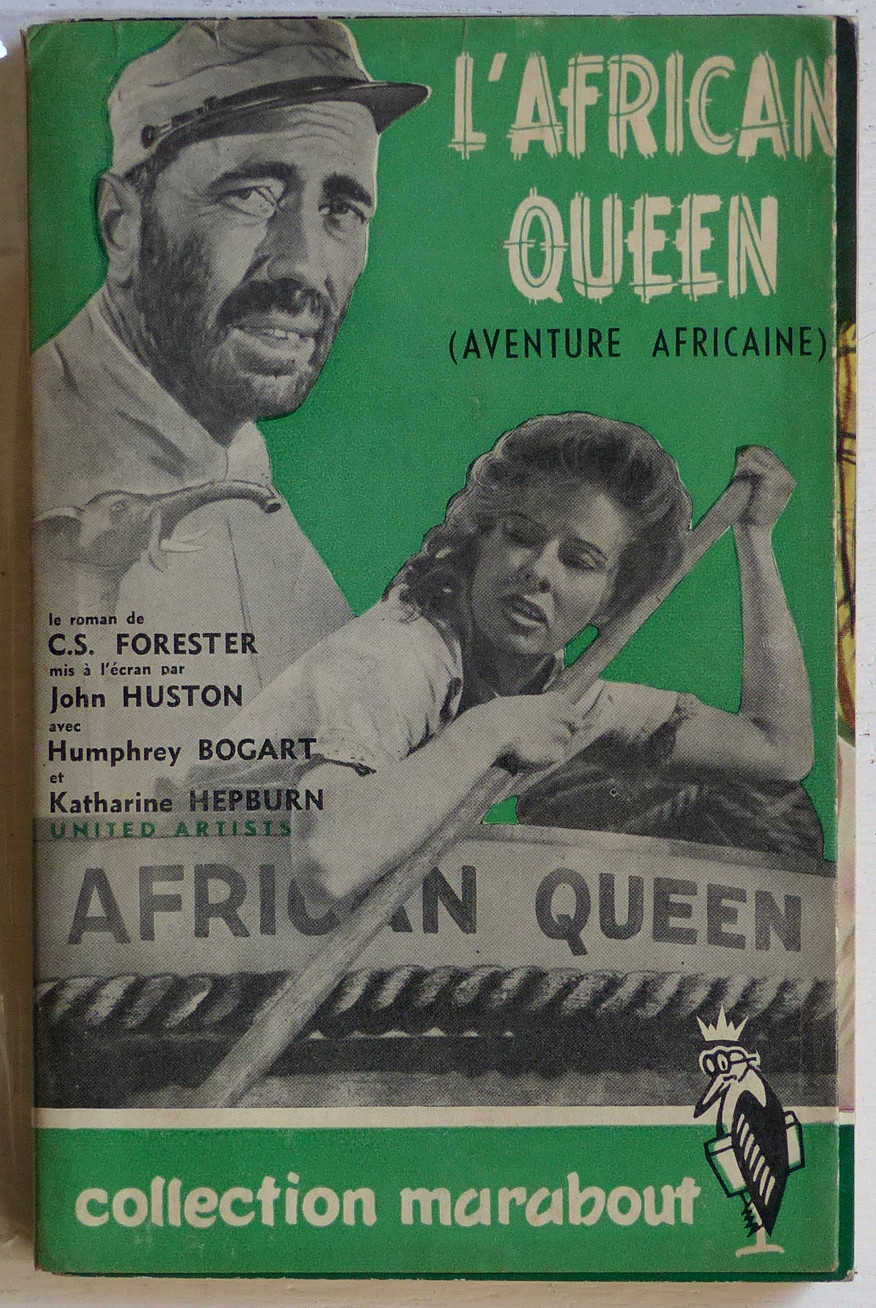 L'AFRICAN
QUEEN
(AVENTURE AFRICAINE)
le roman de
C.S. FORESTER
mis à l'écran par
John HUSTON
avec
Humphrey BOGART
et
Katharine HEPBURN
UNITED ARTISTS
AFRICAN QUEEN
collection marabout